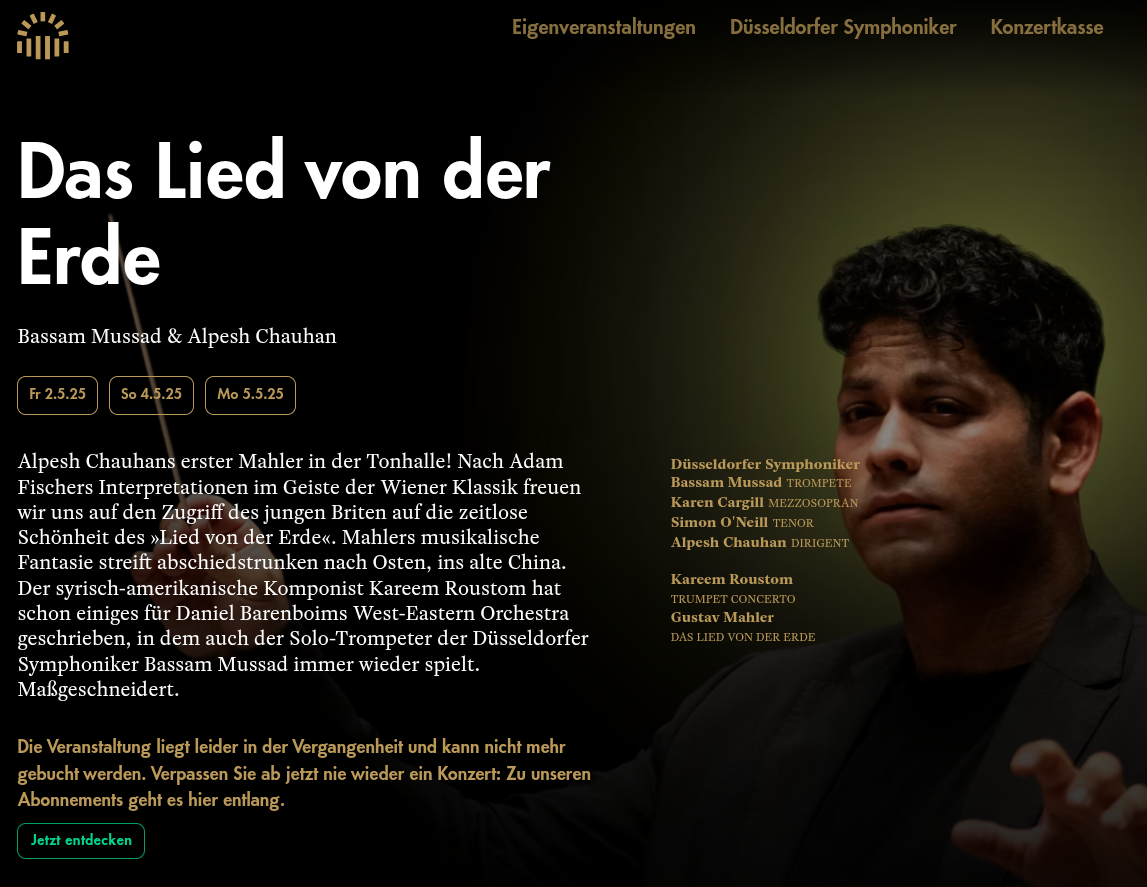 Eigenveranstaltungen Düsseldorfer Symphoniker Konzertkasse
Das Lied von der
Erde
Bassam Mussad & Alpesh Chauhan
Fr 2.5.25 So 4.5.25 Mo 5.5.25
Alpesh Chauhans erster Mahler in der Tonhalle! Nach Adam
Fischers Interpretationen im Geiste der Wiener Klassik freuen
wir uns auf den Zugriff des jungen Briten auf die zeitlose
Schönheit des »Lied von der Erde«. Mahlers musikalische
Fantasie streift abschiedstrunken nach Osten, ins alte China.
Der syrisch-amerikanische Komponist Kareem Roustom hat
schon einiges für Daniel Barenboims West-Eastern Orchestra
geschrieben, in dem auch der Solo-Trompeter der Düsseldorfer
Symphoniker Bassam Mussad immer wieder spielt.
Maßgeschneidert.
Die Veranstaltung liegt leider in der Vergangenheit und kann nicht mehr
gebucht werden. Verpassen Sie ab jetzt nie wieder ein Konzert: Zu unseren
Abonnements geht es hier entlang.
Jetzt entdecken
Düsseldorfer Symphoniker
Bassam Mussad TROMPETE
Karen Cargill MEZZOSOPRAN
Simon O'Neill TENOR
Alpesh Chauhan DIRIGENT
Kareem Roustom
TRUMPET CONCERTO
Gustav Mahler
DAS LIED VON DER ERDE